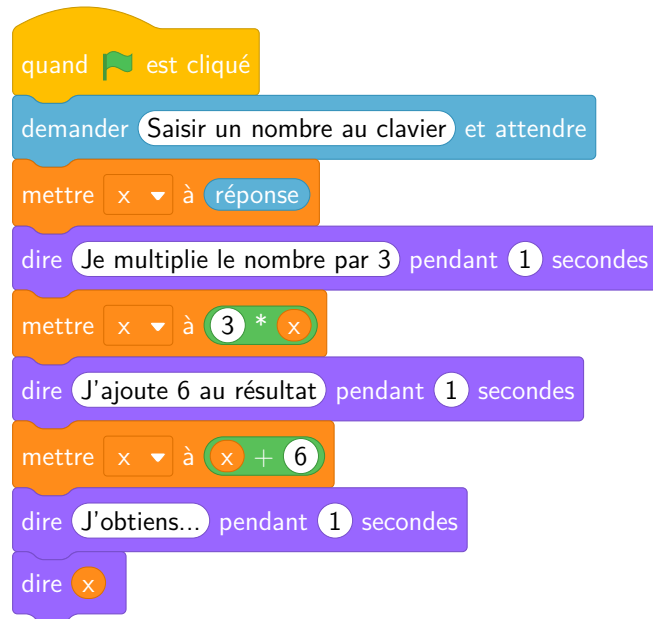 quand est cliqué
demander Saisir un nombre au clavier et attendre
mettre x à réponse
dire Je multiplie le nombre par 3 pendant 1 secondes
mettre x à 3 * x
dire J'ajoute 6 au résultat pendant 1 secondes
mettre x à x + 6
dire J'obtiens... pendant 1 secondes
dire x